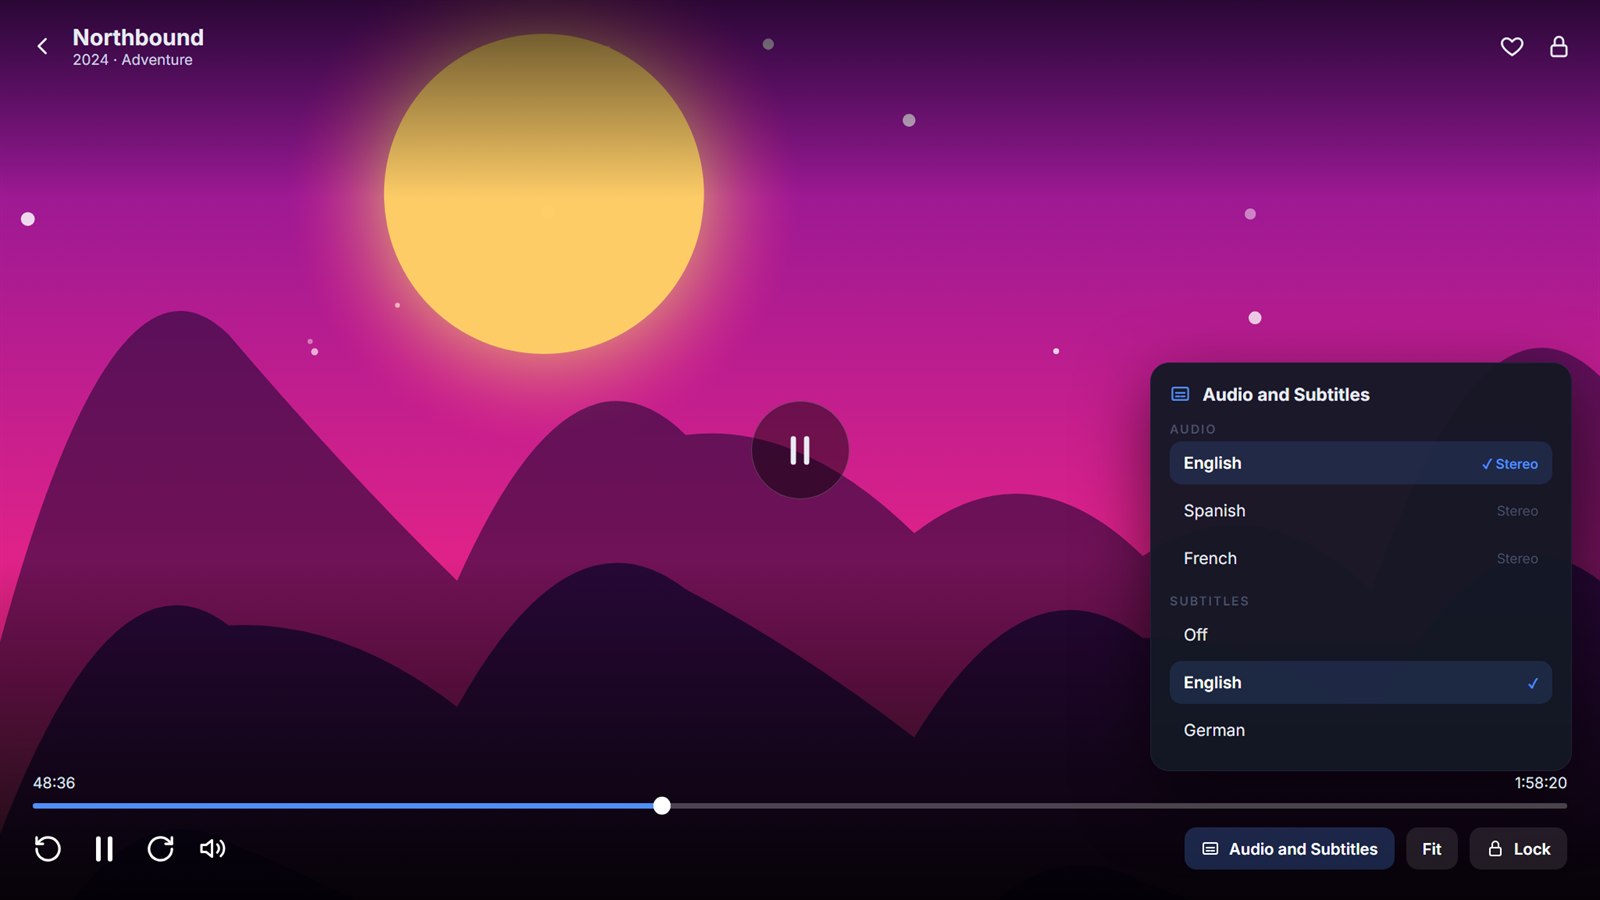 Northbound
2024 · Adventure
Audio and Subtitles
AUDIO
English ✓ Stereo
Spanish Stereo
French Stereo
SUBTITLES
Off
English ✓
German
48:36 1:58:20
Audio and Subtitles Fit Lock